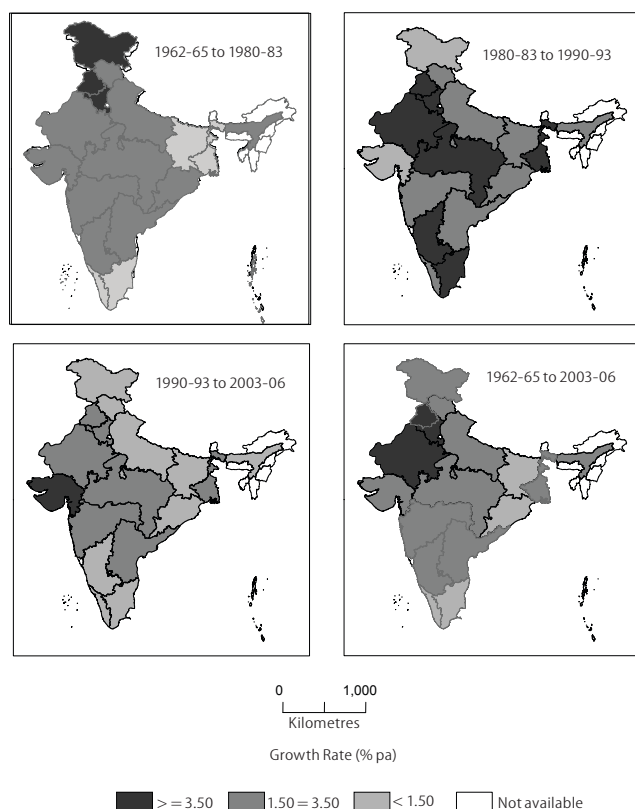 1962-65 to 1980-83
1980-83 to 1990-93
1990-93 to 2003-06
1962-65 to 2003-06
0 1,000
Kilometres
Growth Rate (% pa)
> = 3.50 1.50 = 3.50 < 1.50 Not available